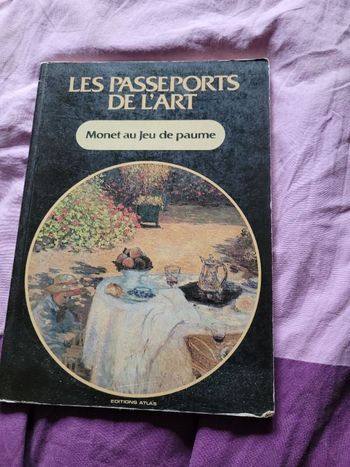 LES PASSEPORTS
DE L'ART
Monet au Jeu de paume
EDITIONS ATLAS